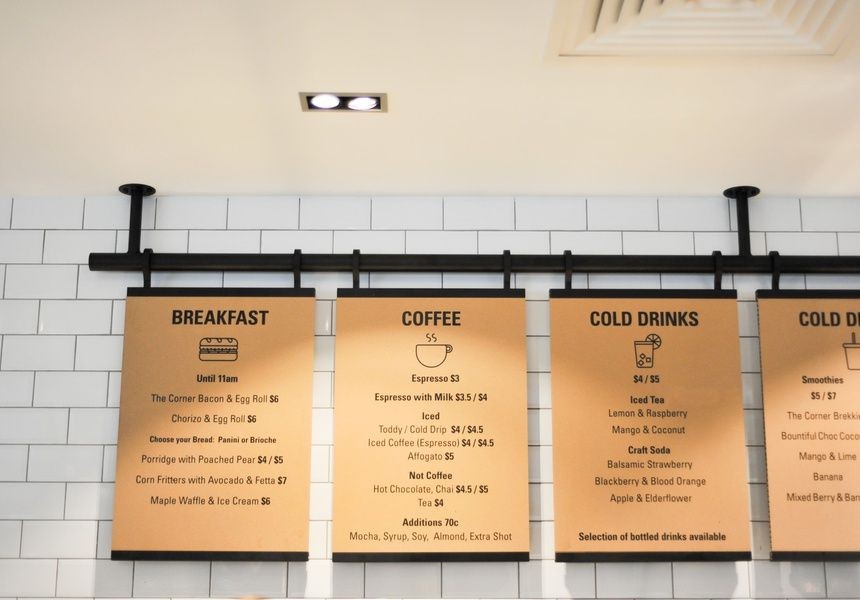 BREAKFAST
Until 11am
The Corner Bacon & Egg Roll $6
Chorizo & Egg Roll $6
Choose your Bread: Panini or Brioche
Porridge with Poached Pear $4 / $5
Corn Fritters with Avocado & Fetta $7
Maple Waffle & Ice Cream $6
COFFEE
Espresso $3
Espresso with Milk $3.5 / $4
Iced
Toddy / Cold Drip $4 / $4.5
Iced Coffee (Espresso) $4 / $4.5
Affogato $5
Not Coffee
Hot Chocolate, Chai $4.5 / $5
Tea $4
Additions 70c
Mocha, Syrup, Soy, Almond, Extra Shot
COLD DRINKS
$4 / $5
Iced Tea
Lemon & Raspberry
Mango & Coconut
Craft Soda
Balsamic Strawberry
Blackberry & Blood Orange
Apple & Elderflower
Selection of bottled drinks available
COLD
Smoothies
$5 / $7
The Corner Brekkie
Bountiful Choc
Mango & Lime
Banana
Mixed Berry &